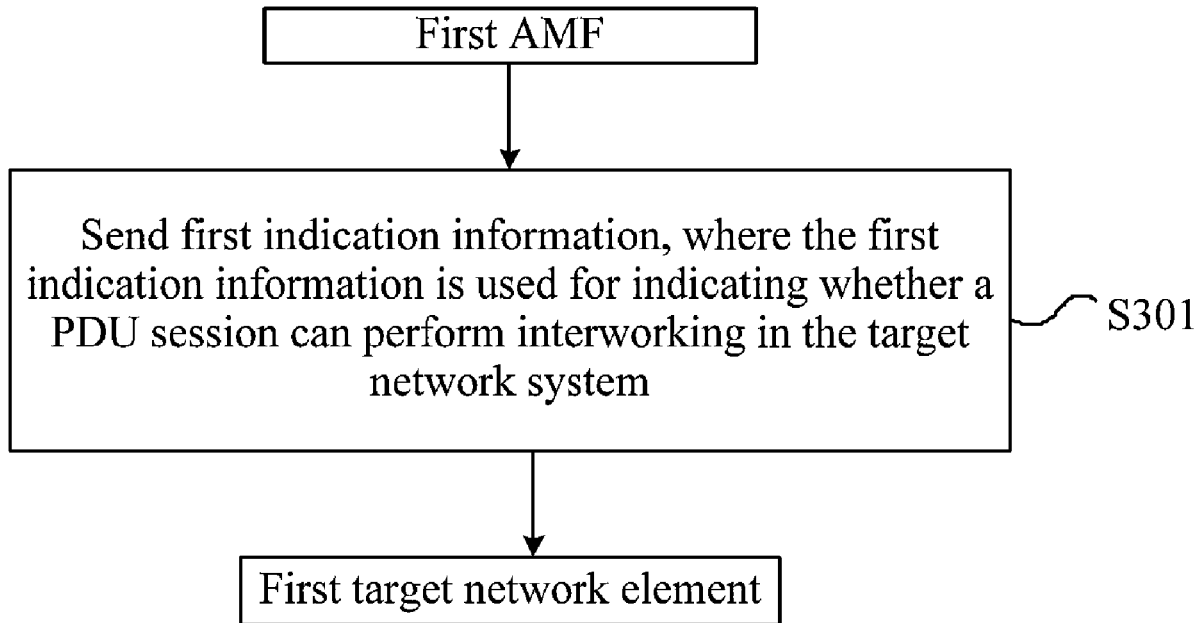 First AMF
Send first indication information, where the first
indication information is used for indicating whether a
PDU session can perform interworking in the target
network system
S301
First target network element